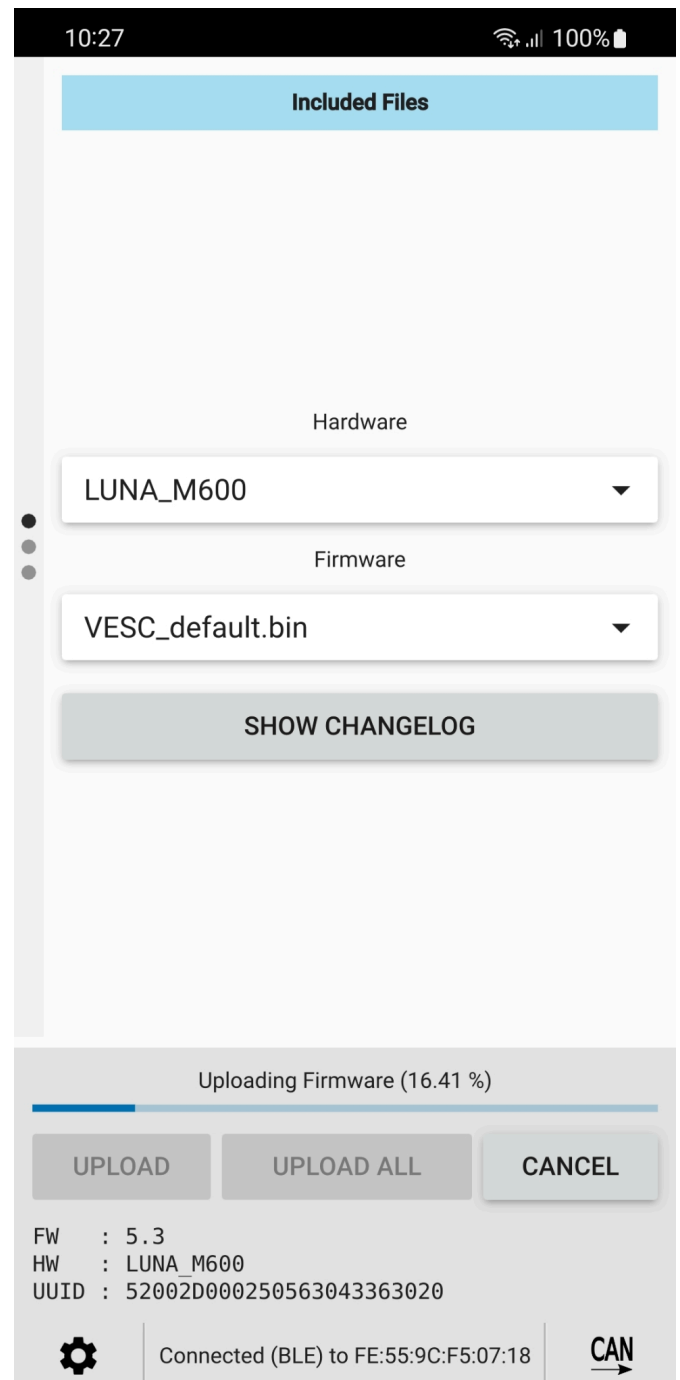 10:27
100%
Included Files
Hardware
LUNA_M600
Firmware
VESC_default.bin
SHOW CHANGELOG
Uploading Firmware (16.41 %)
UPLOAD
UPLOAD ALL
CANCEL
FW : 5.3
HW : LUNA_M600
UUID : 52002D000250563043363020
Connected (BLE) to FE:55:9C:F5:07:18
CAN